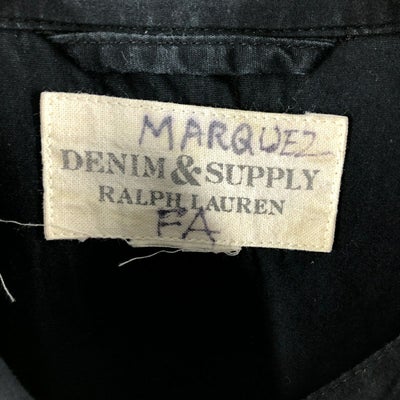 MARQUEZ
DENIM & SUPPLY
RALPH LAUREN
FA